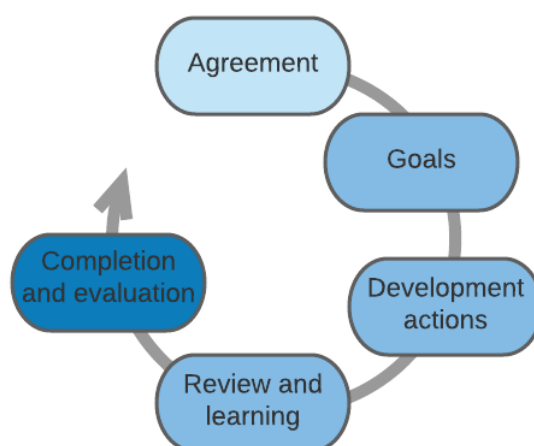 Agreement
Goals
Development
actions
Review and
learning
Completion
and evaluation